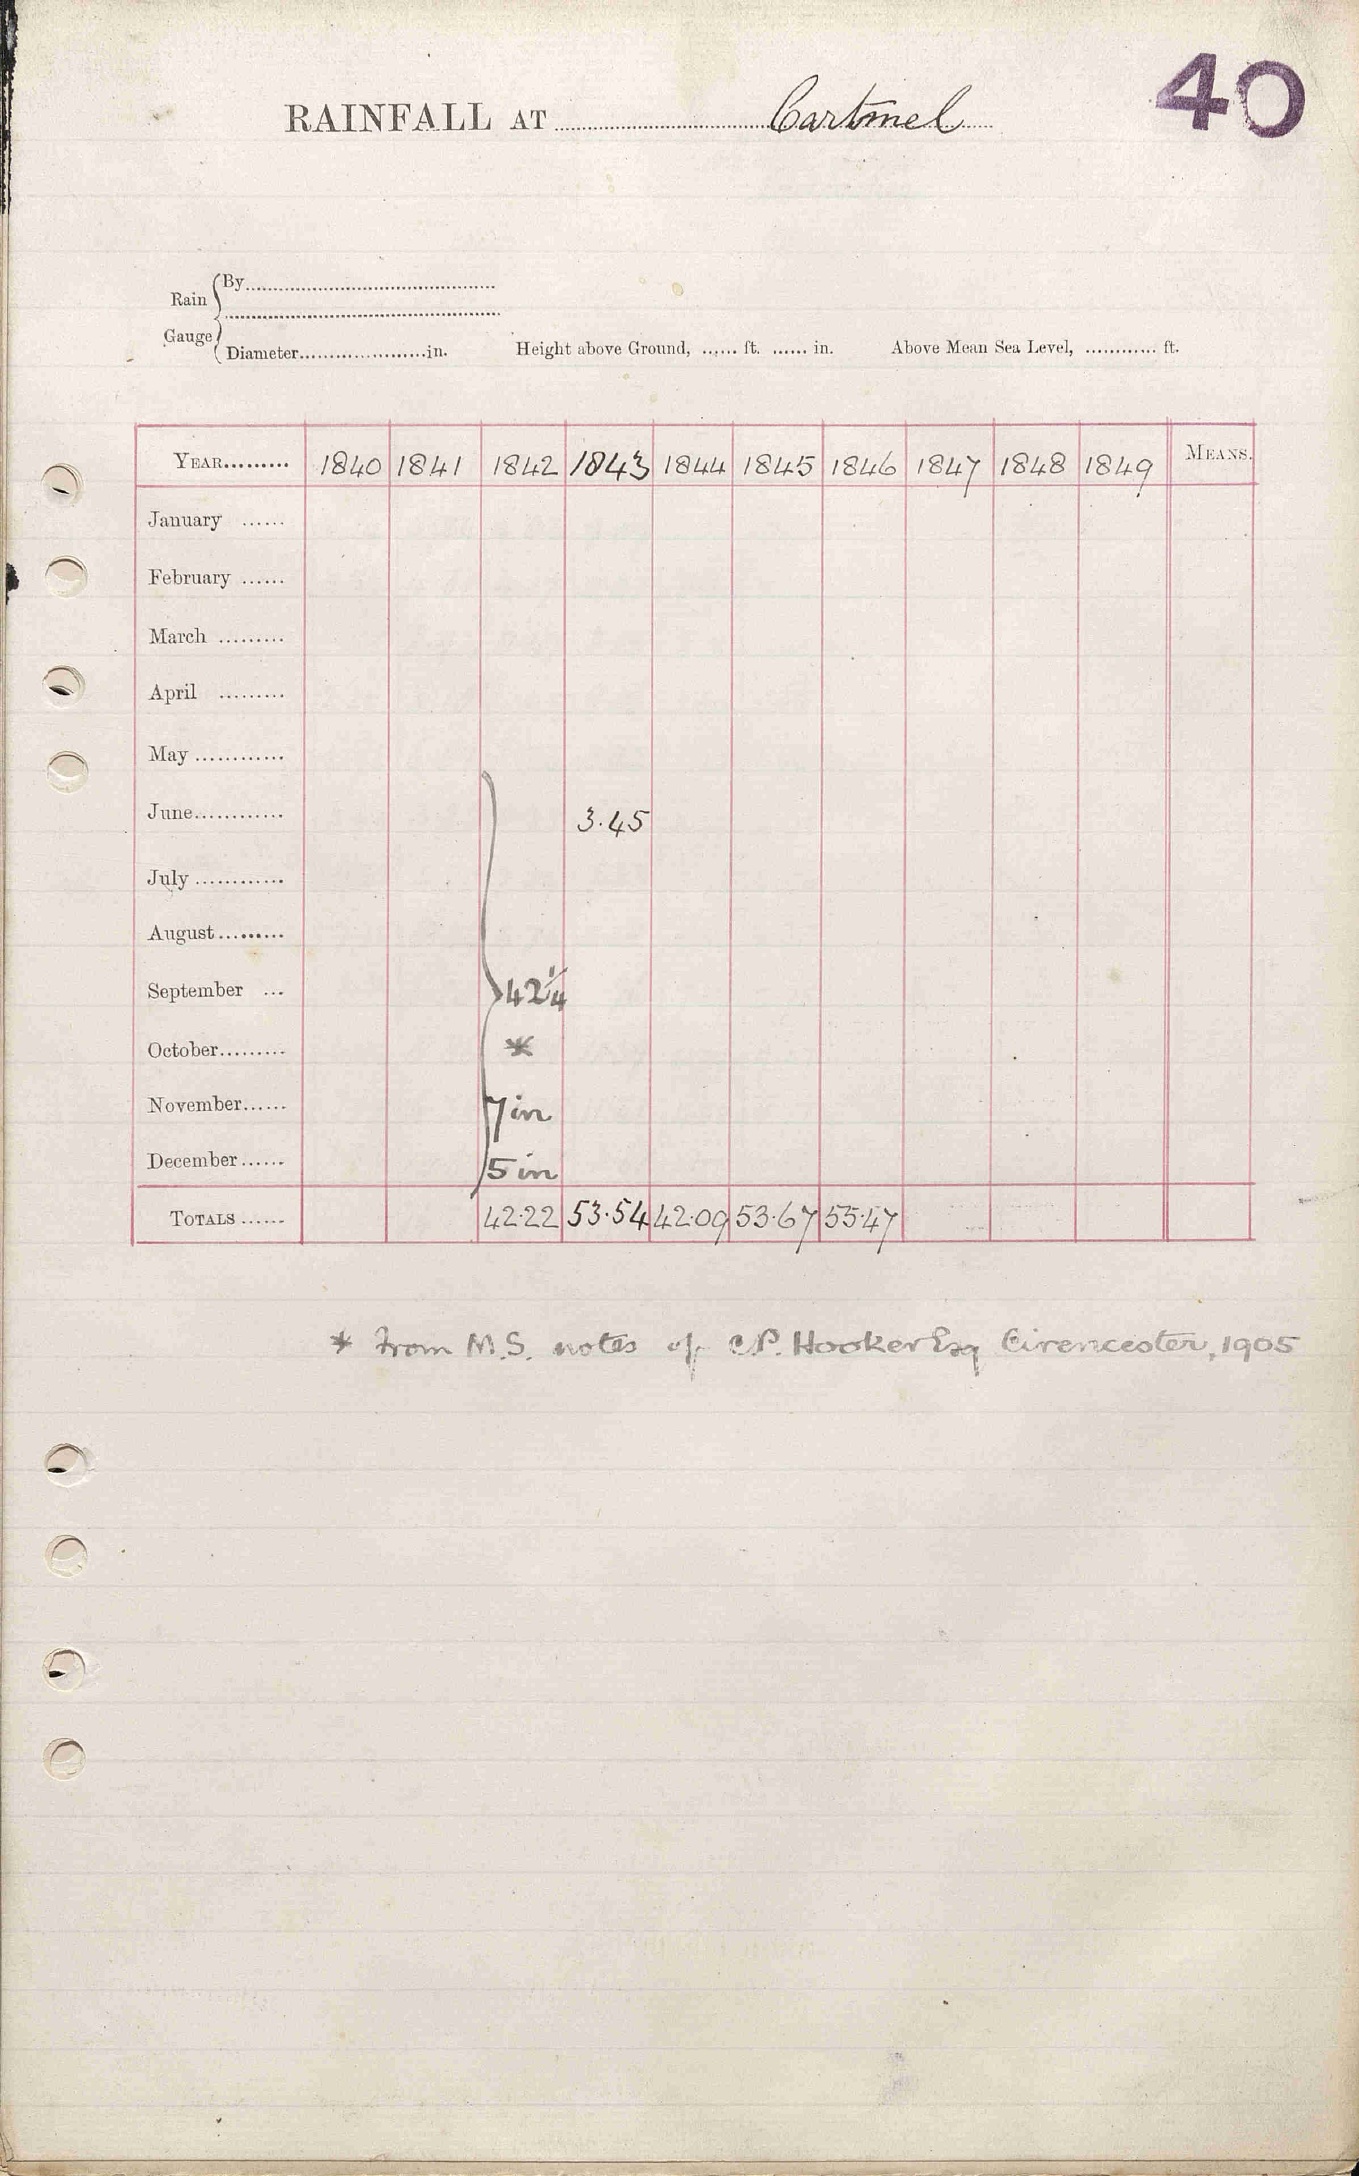 40
RAINFALL AT Cartmel
Rain Gauge
By
Diameter in. Height above Ground, ft. in. Above Mean Sea Level, ft.
YEAR 1840 1841 1842 1843 1844 1845 1846 1847 1848 1849 MEANS.
January
February
March
April
May
June 3.45
July
August
September 42 1/4
October *
November 7 in
December 5 in
TOTALS 42.22 53.54 42.09 53.67 55.47
* From M.S. notes of C.P. Hooker Esq Cirencester, 1905